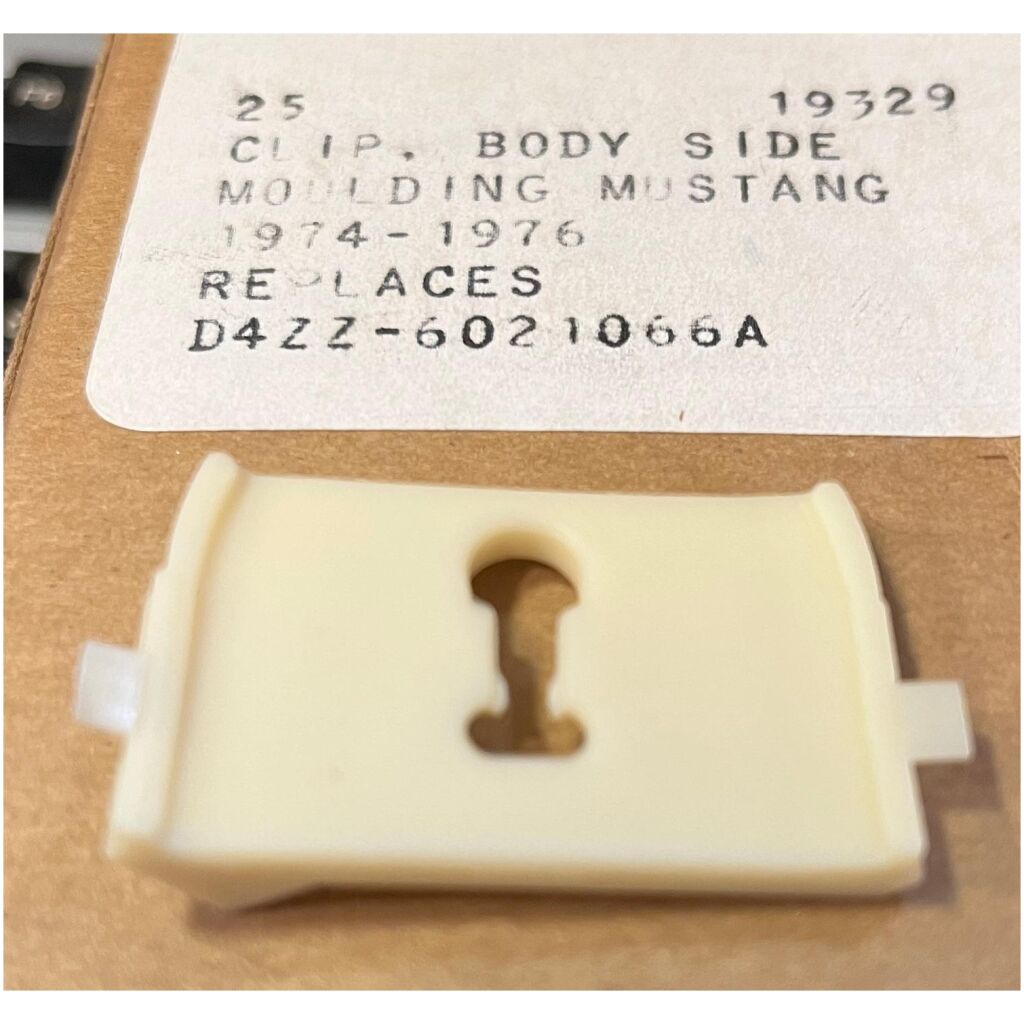 25 19329
CLIP, BODY SIDE
MOULDING MUSTANG
1974-1976
REPLACES
D4ZZ-6021066A